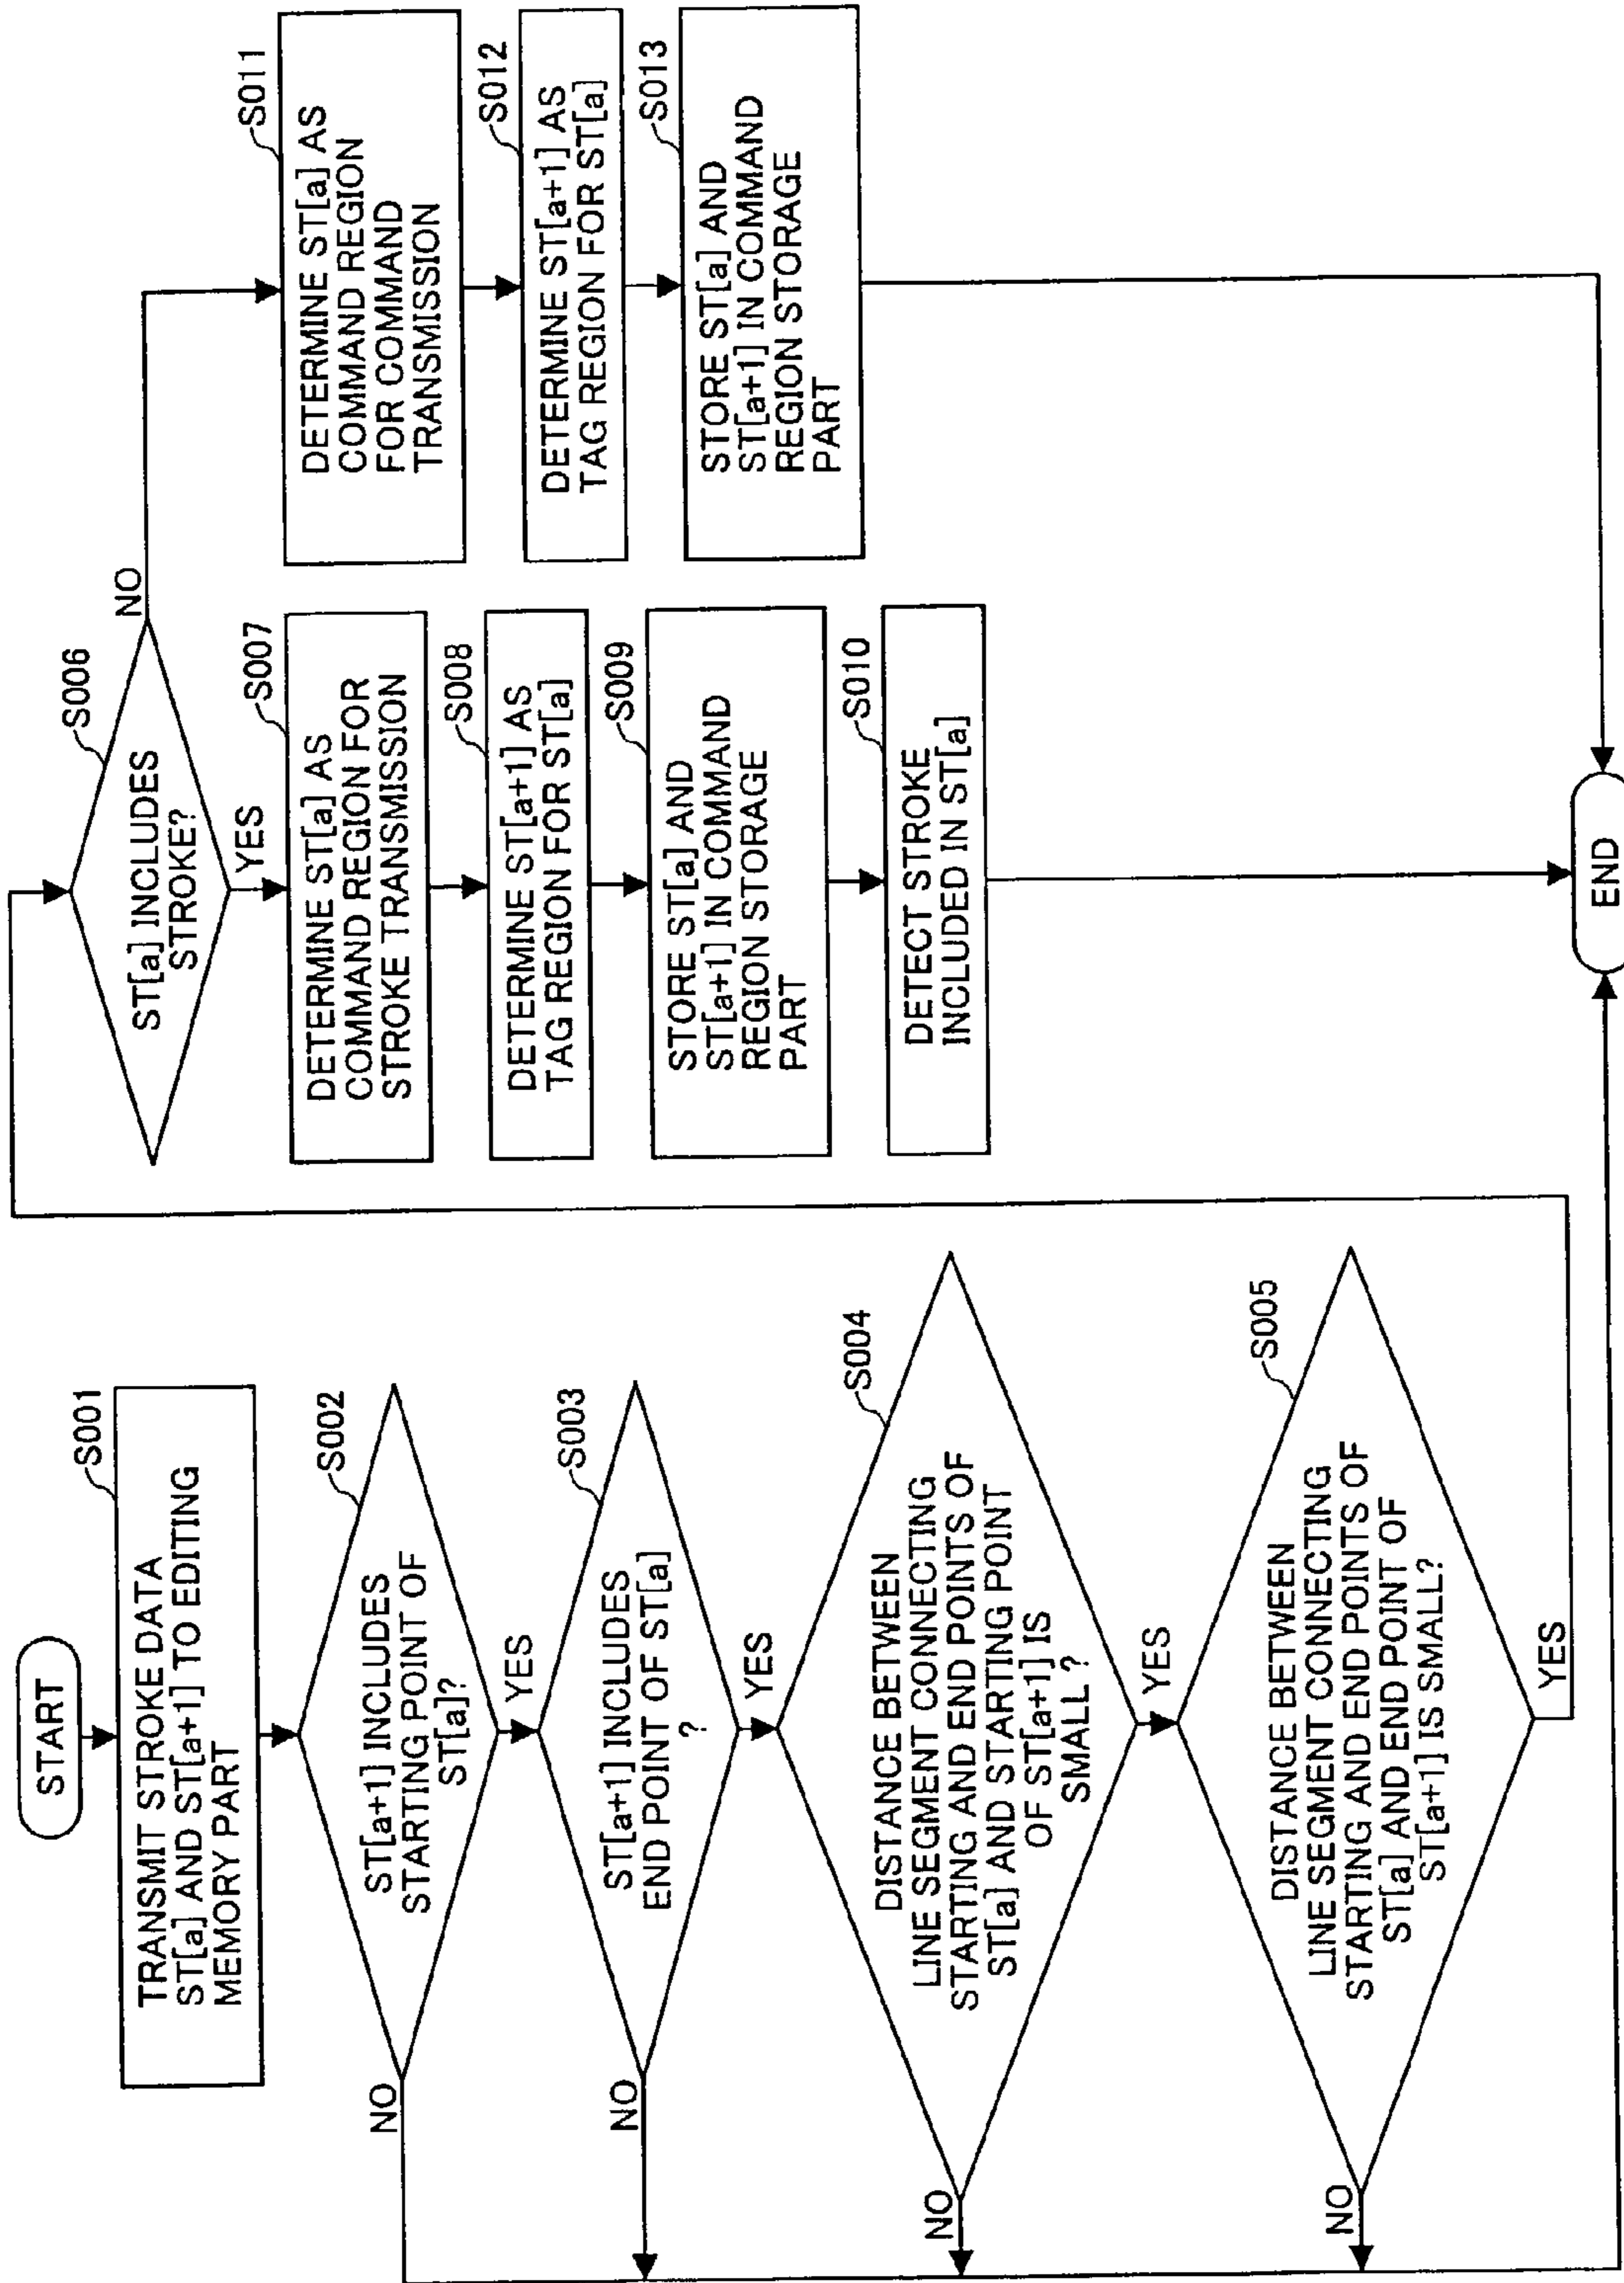 START
S001
TRANSMIT STROKE DATA
ST[a] AND ST[a+1] TO EDITING
MEMORY PART
S002
ST[a+1] INCLUDES
STARTING POINT OF
ST[a]?
NO
YES
S003
ST[a+1] INCLUDES
END POINT OF ST[a]
?
NO
YES
S004
DISTANCE BETWEEN
LINE SEGMENT CONNECTING
STARTING AND END POINTS OF
ST[a] AND STARTING POINT
OF ST[a+1] IS
SMALL?
NO
YES
S005
DISTANCE BETWEEN
LINE SEGMENT CONNECTING
STARTING AND END POINTS OF
ST[a] AND END POINT OF
ST[a+1] IS SMALL?
NO
YES
S006
ST[a] INCLUDES
STROKE?
NO
YES
S007
DETERMINE ST[a] AS
COMMAND REGION FOR
STROKE TRANSMISSION
S008
DETERMINE ST[a+1] AS
TAG REGION FOR ST[a]
S009
STORE ST[a] AND
ST[a+1] IN COMMAND
REGION STORAGE
PART
S010
DETECT STROKE
INCLUDED IN ST[a]
S011
DETERMINE ST[a] AS
COMMAND REGION
FOR COMMAND
TRANSMISSION
S012
DETERMINE ST[a+1] AS
TAG REGION FOR ST[a]
S013
STORE ST[a] AND
ST[a+1] IN COMMAND
REGION STORAGE
PART
END